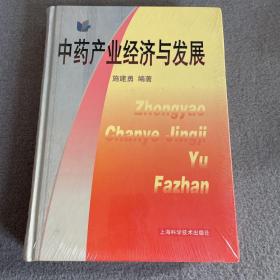 中药产业经济与发展
施建勇 编著
Zhongyao
Chanye Jingji
Yu
Fazhan
上海科学技术出版社